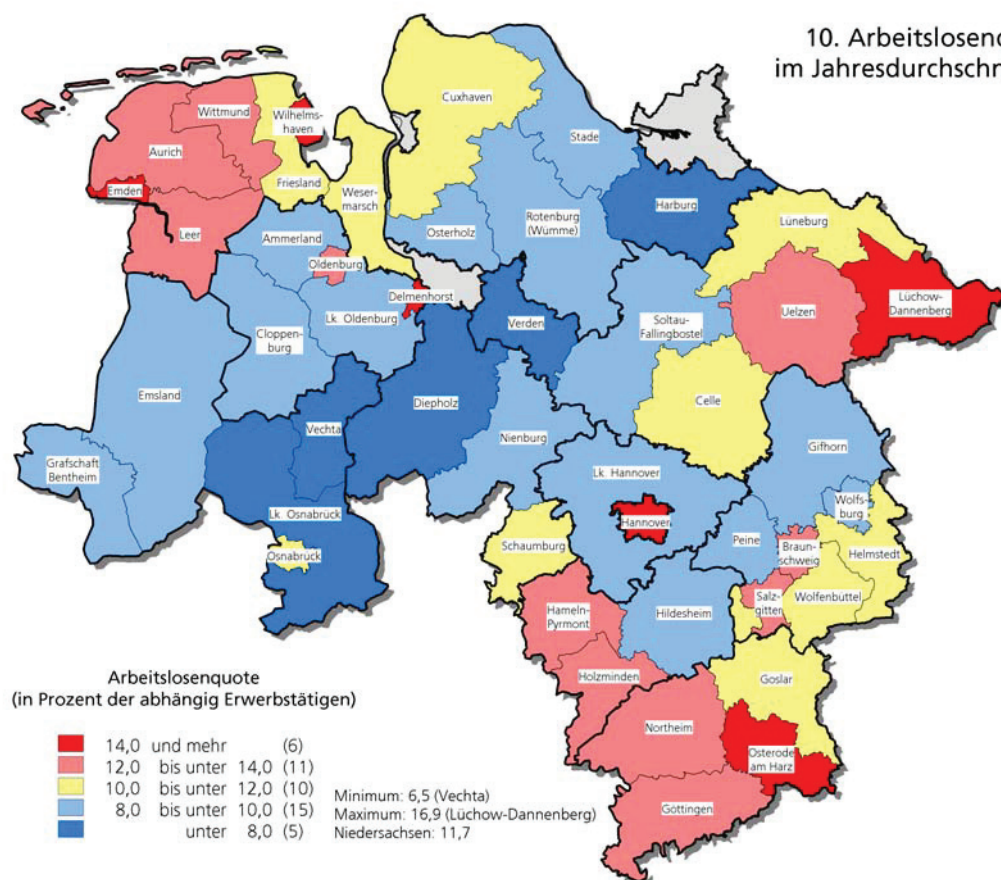 10. Arbeitslosenc
im Jahresdurchschr
Cuxhaven
Wittmund
Wilhelms-
haven
Stade
Aurich
Friesland
Emden
Weser-
marsch
Harburg
Lüneburg
Leer
Ammerland
Osterholz
Rotenburg
(Wümme)
Oldenburg
Delmenhorst
Lüchow-
Dannenberg
Uelzen
Lk. Oldenburg
Verden
Soltau-
Fallingbostel
Cloppen-
burg
Emsland
Diepholz
Celle
Vechta
Nienburg
Gifhorn
Grafschaft
Bentheim
Lk. Hannover
Wolfs-
burg
Lk. Osnabrück
Hannover
Peine
Braun-
schweig
Helmstedt
Osnabrück
Schaumburg
Salz-
gitter
Wolfenbüttel
Hameln-
Pyrmont
Hildesheim
Holzminden
Goslar
Northeim
Osterode
am Harz
Göttingen
Arbeitslosenquote
(in Prozent der abhängig Erwerbstätigen)
14,0 und mehr (6)
12,0 bis unter 14,0 (11)
10,0 bis unter 12,0 (10)
8,0 bis unter 10,0 (15)
unter 8,0 (5)
Minimum: 6,5 (Vechta)
Maximum: 16,9 (Lüchow-Dannenberg)
Niedersachsen: 11,7